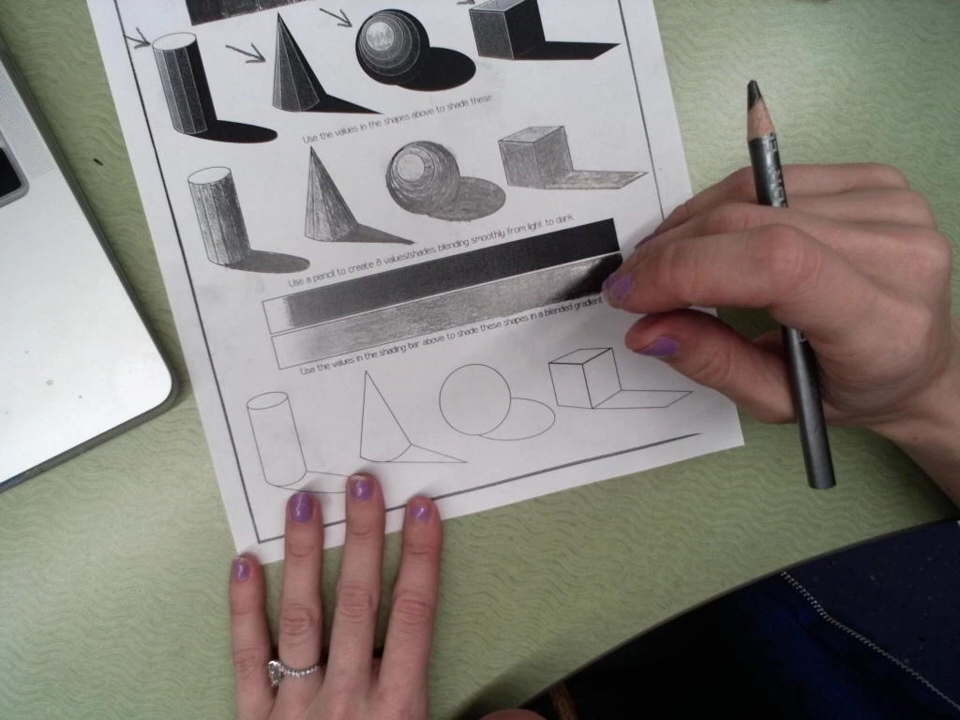 Use the values in the shapes above to shade these
Use a pencil to create 8 values/shades blending smoothly from light to dark
Use the values in the shading bar above to shade these shapes in a blended gradient